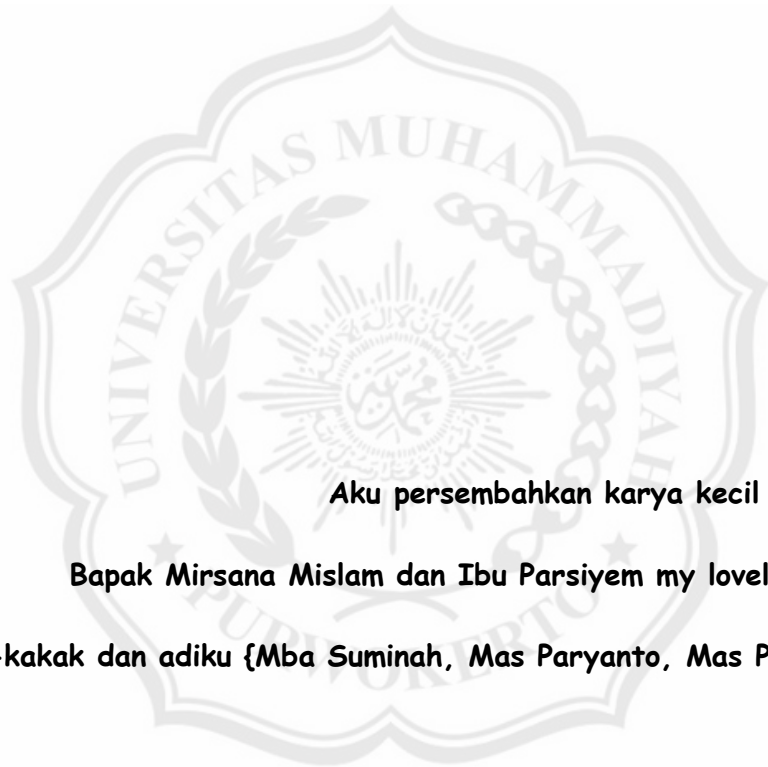 UNIVERSITAS MUHAMMADIYAH
PURWOKERTO
Aku persembahkan karya kecil
Bapak Mirsana Mislam dan Ibu Parsiyem my
kakak dan adiku {Mba Suminah, Mas Paryanto, Mas